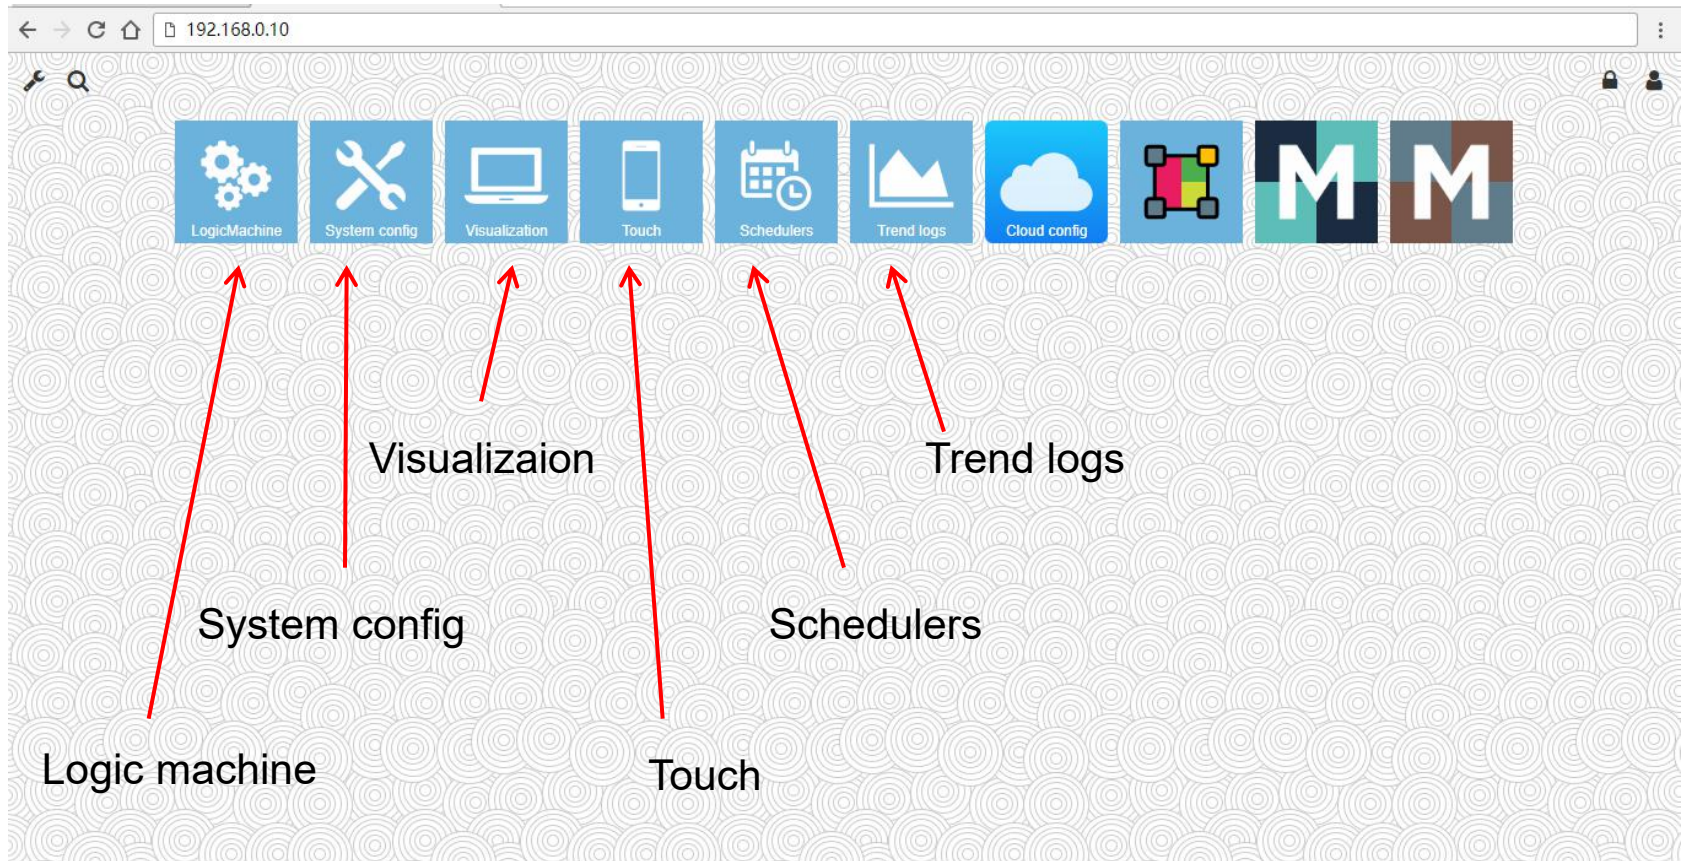 192.168.0.10
LogicMachine
System config
Visualization
Touch
Schedulers
Trend logs
Cloud config
M
M
Visualizaion
Trend logs
System config
Schedulers
Logic machine
Touch